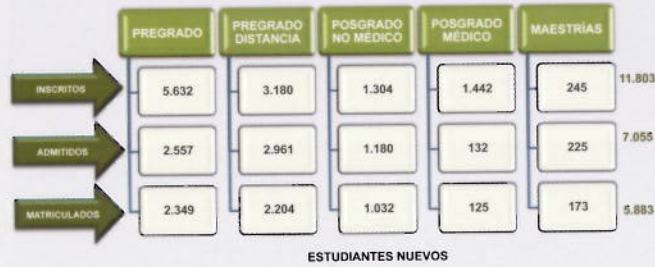 PREGRADO PREGRADO DISTANCIA POSGRADO NO MÉDICO POSGRADO MÉDICO MAESTRÍAS
INSCRITOS 5.632 3.180 1.304 1.442 245 11.803
ADMITIDOS 2.557 2.961 1.180 132 225 7.055
MATRICULADOS 2.349 2.204 1.032 125 173 5.883
ESTUDIANTES NUEVOS